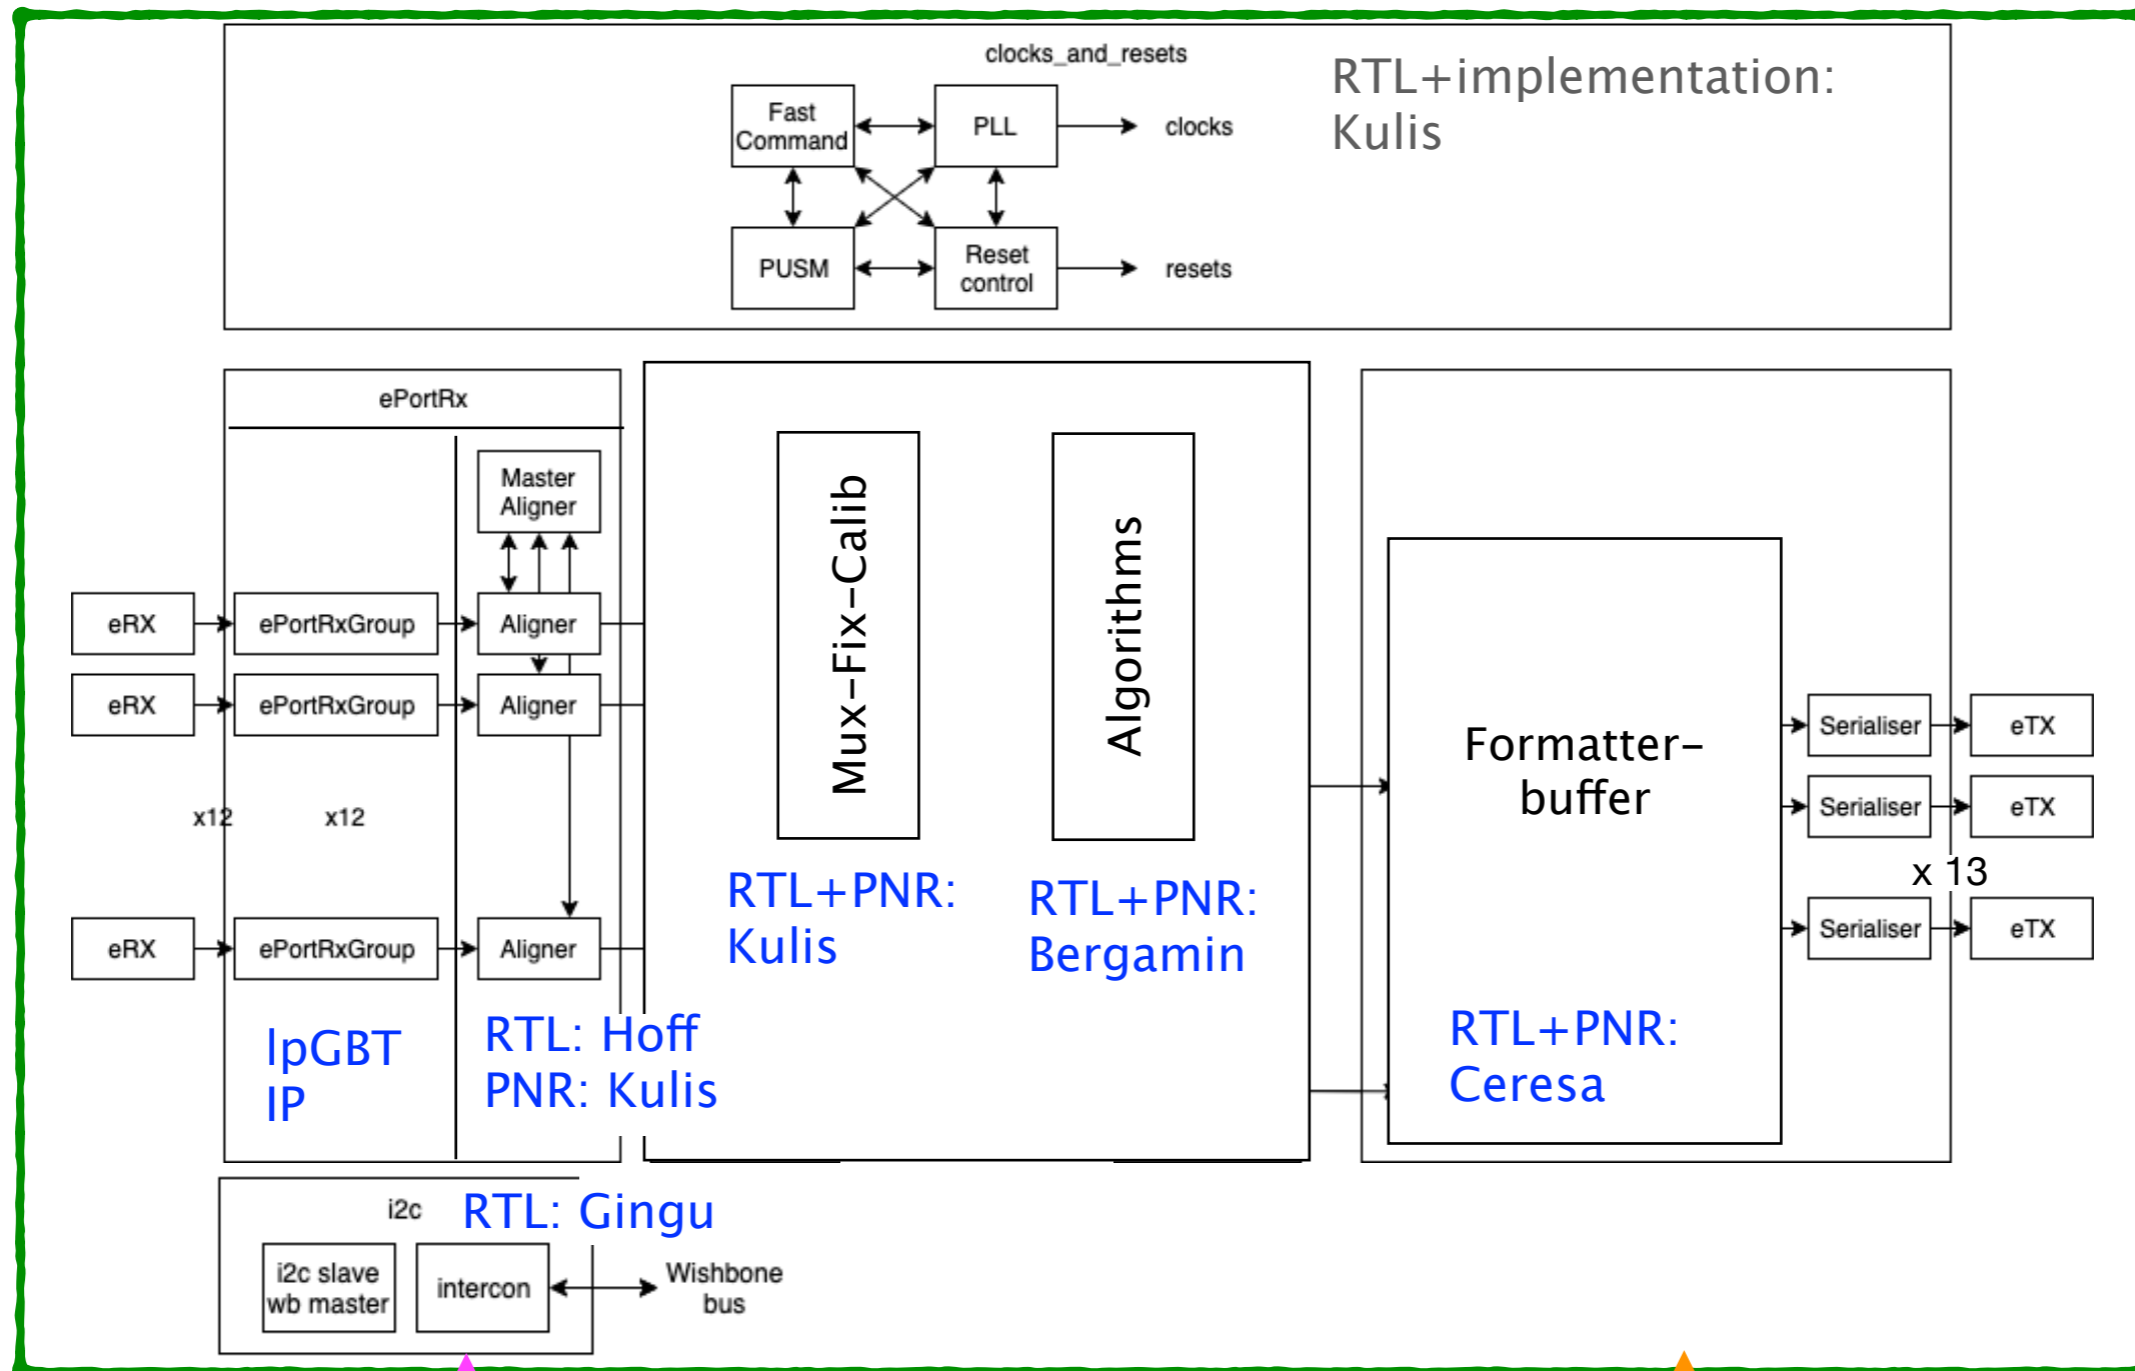 clocks_and_resets
RTL+implementation:
Kulis
Fast
Command
PLL
clocks
PUSM
Reset
control
resets
ePortRx
Master
Aligner
eRX
ePortRxGroup
Aligner
eRX
ePortRxGroup
Aligner
x12
x12
eRX
ePortRxGroup
Aligner
lpGBT
IP
RTL: Hoff
PNR: Kulis
Mux-Fix-Calib
RTL+PNR:
Kulis
Algorithms
RTL+PNR:
Bergamin
Formatter-
buffer
RTL+PNR:
Ceresa
Serialiser
eTX
Serialiser
eTX
x 13
Serialiser
eTX
i2c
RTL: Gingu
i2c slave
wb master
intercon
Wishbone
bus